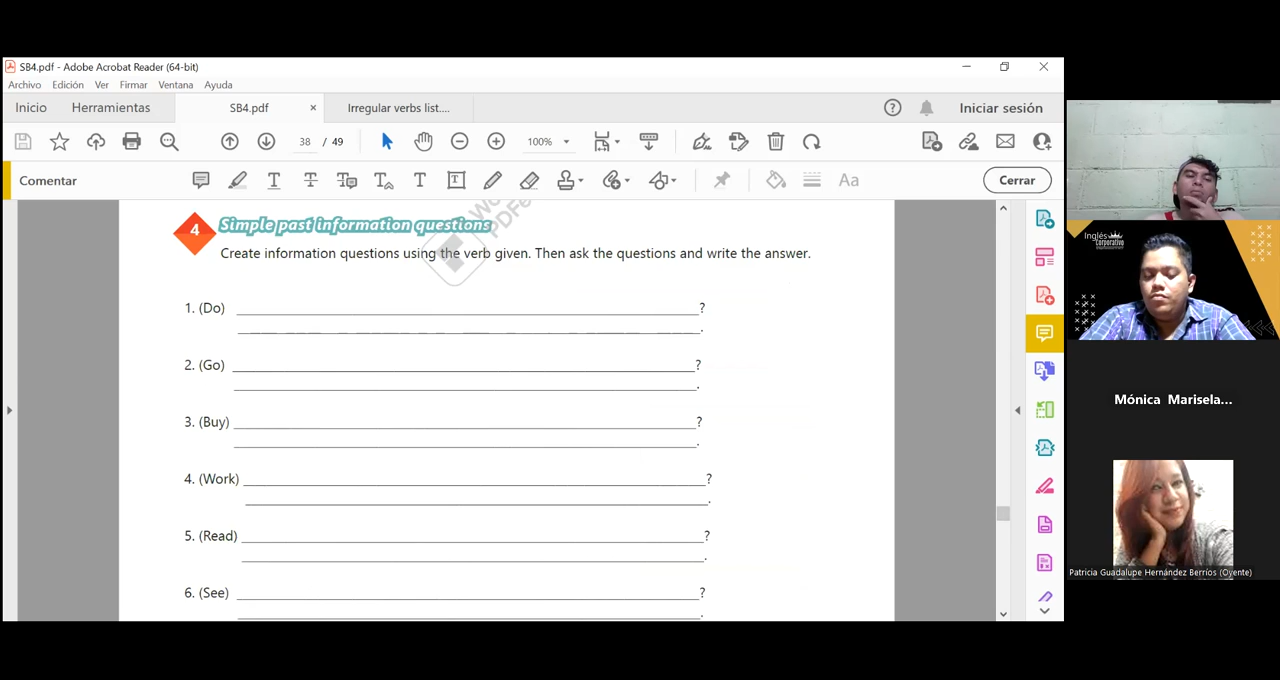 SB4.pdf - Adobe Acrobat Reader (64-bit)
Archivo Edición Ver Firmar Ventana Ayuda
Inicio Herramientas SB4.pdf × Irregular verbs list.... Iniciar sesión
38 / 49 100%
Comentar Aa Cerrar
4 Simple past information questions
Create information questions using the verb given. Then ask the questions and write the answer.
1. (Do) ?
.
2. (Go) ?
.
3. (Buy) ?
.
4. (Work) ?
.
5. (Read) ?
.
6. (See) ?
.
Inglés
Corporativo
Mónica Marisela...
Patricia Guadalupe Hernández Berríos (Oyente)